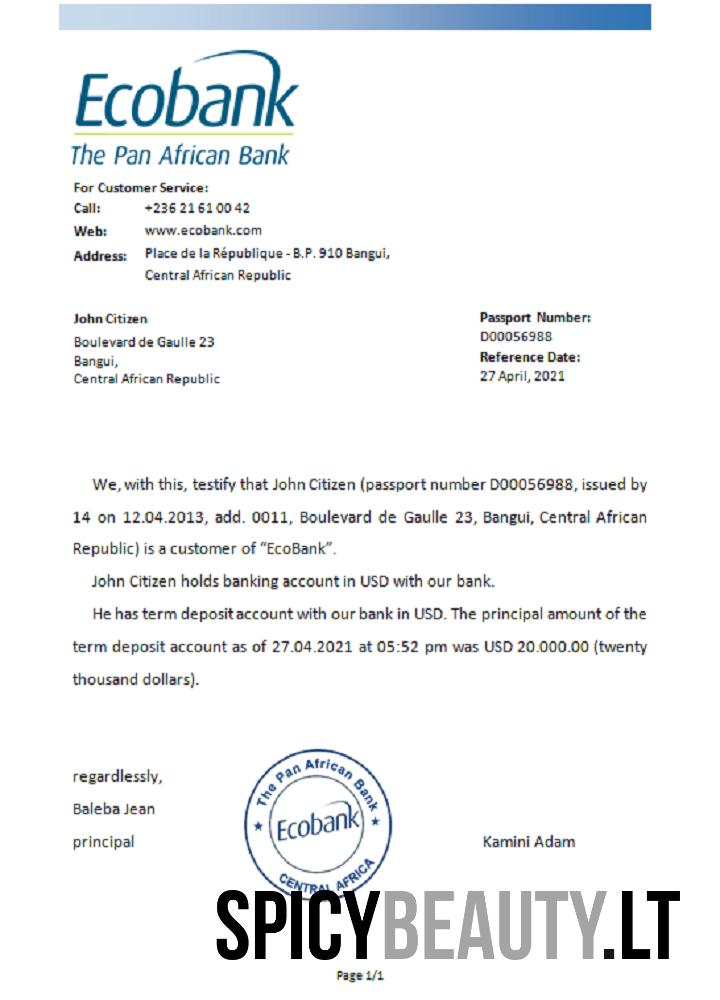 Ecobank
The Pan African Bank
For Customer Service:
Call: +236 21 61 00 42
Web: www.ecobank.com
Address: Place de la République - B.P. 910 Bangui,
Central African Republic
John Citizen
Boulevard de Gaulle 23
Bangui,
Central African Republic
Passport Number:
D00056988
Reference Date:
27 April, 2021
We, with this, testify that John Citizen (passport number D00056988, issued by
14 on 12.04.2013, add. 0011, Boulevard de Gaulle 23, Bangui, Central African
Republic) is a customer of “EcoBank”.
John Citizen holds banking account in USD with our bank.
He has term deposit account with our bank in USD. The principal amount of the
term deposit account as of 27.04.2021 at 05:52 pm was USD 20.000.00 (twenty
thousand dollars).
regardlessly,
Baleba Jean
principal
The Pan African Bank
Ecobank
CENTRAL AFRICA
Kamini Adam
SPICYBEAUTY.LT
Page 1/1